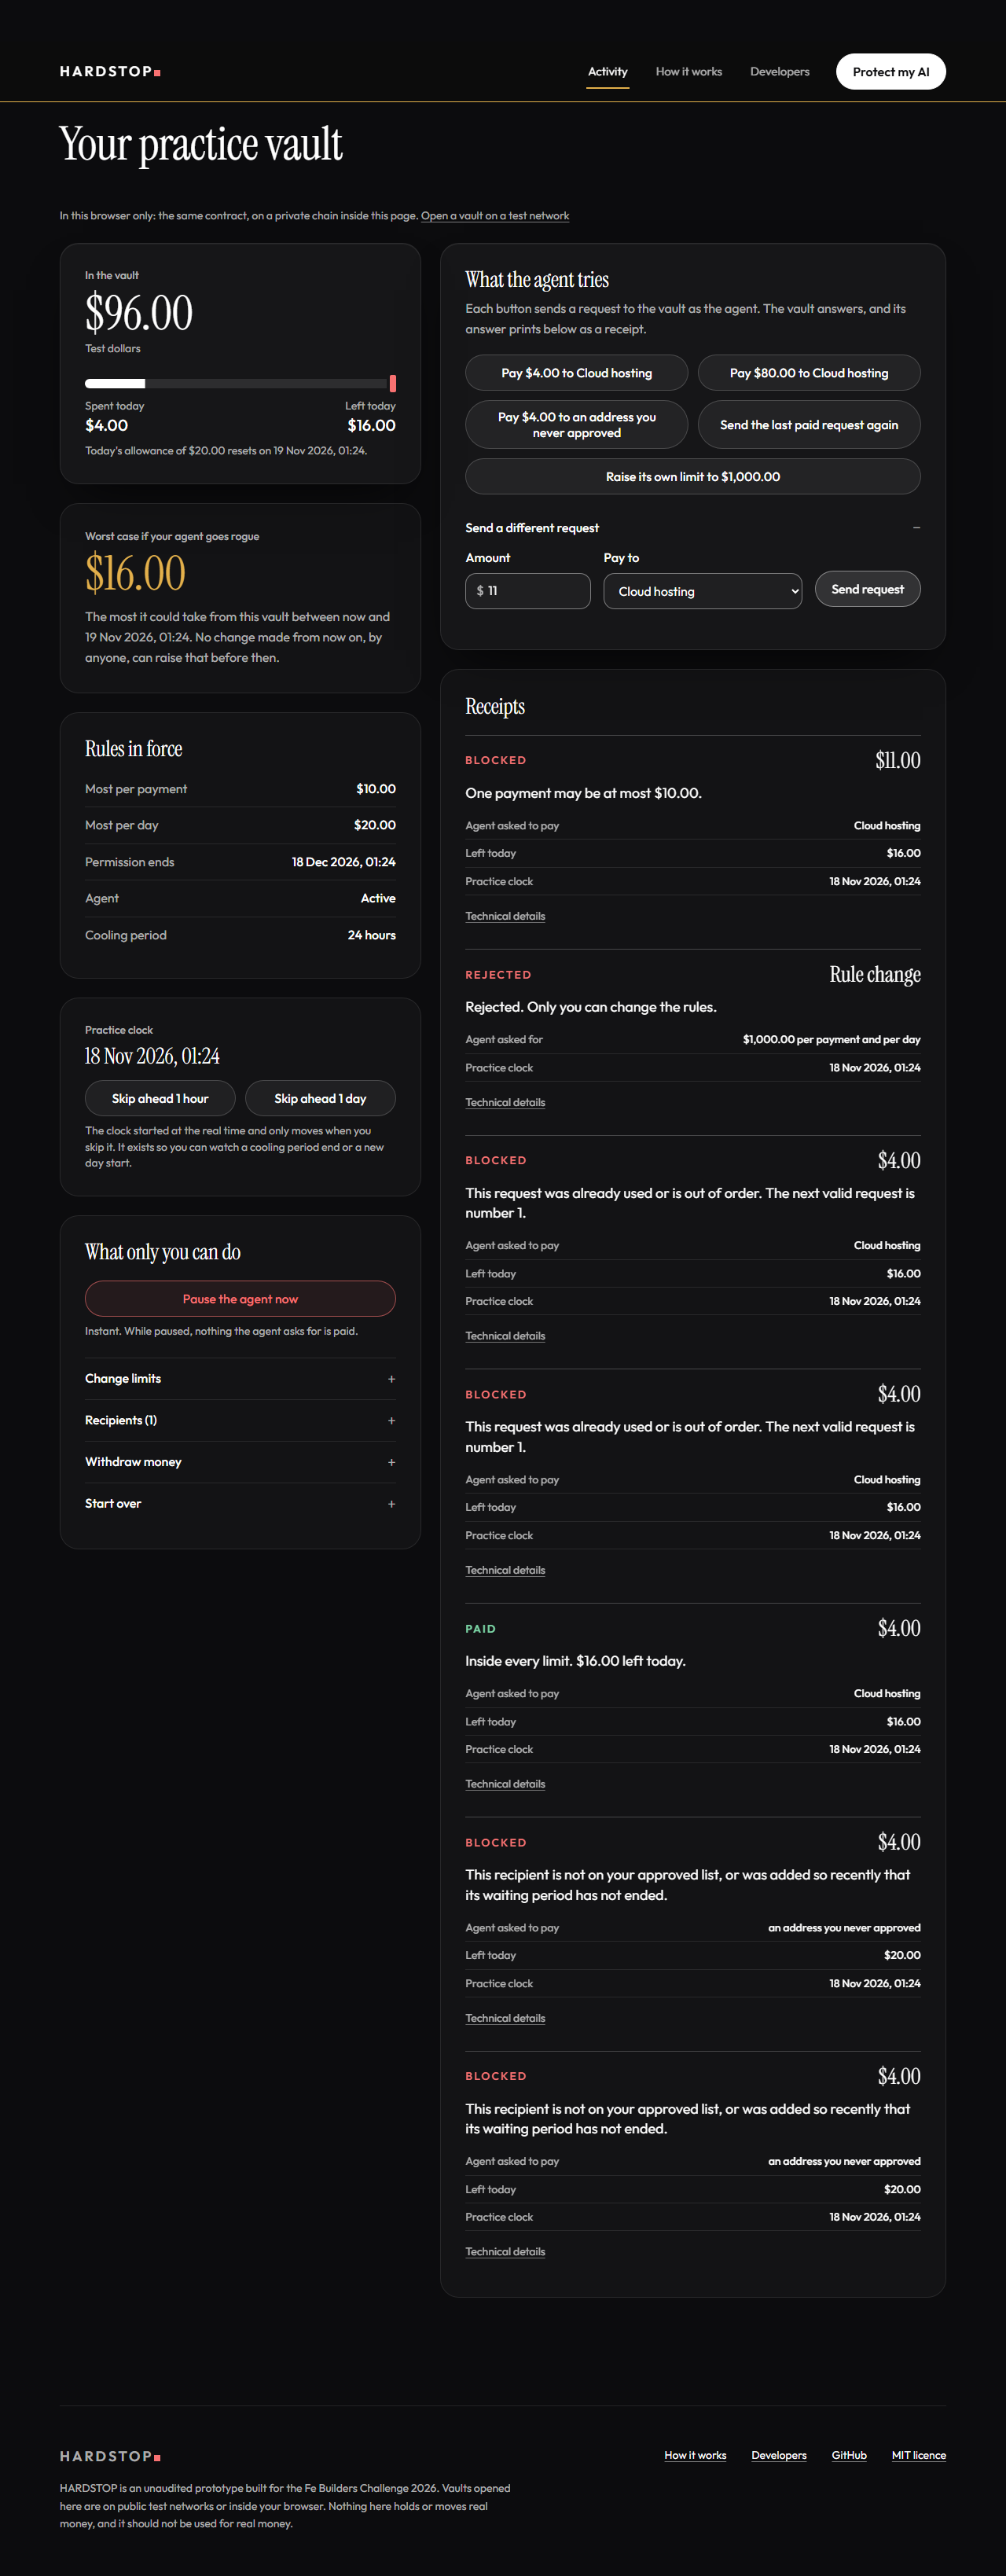 HARDSTOP
Activity
How it works
Developers
Protect my AI
Your practice vault
In this browser only: the same contract, on a private chain inside this page. Open a vault on a test network
In the vault
$96.00
Test dollars
Spent today
Left today
$4.00
$16.00
Today's allowance of $20.00 resets on 19 Nov 2026, 01:24.
Worst case if your agent goes rogue
$16.00
The most it could take from this vault between now and
19 Nov 2026, 01:24. No change made from now on, by
anyone, can raise that before then.
Rules in force
Most per payment $10.00
Most per day $20.00
Permission ends 18 Dec 2026, 01:24
Agent Active
Cooling period 24 hours
Practice clock
18 Nov 2026, 01:24
Skip ahead 1 hour
Skip ahead 1 day
The clock started at the real time and only moves when you
skip it. It exists so you can watch a cooling period end or a new
day start.
What only you can do
Pause the agent now
Instant. While paused, nothing the agent asks for is paid.
Change limits +
Recipients (1) +
Withdraw money +
Start over +
What the agent tries
Each button sends a request to the vault as the agent. The vault answers, and its
answer prints below as a receipt.
Pay $4.00 to Cloud hosting
Pay $80.00 to Cloud hosting
Pay $4.00 to an address you
never approved
Send the last paid request again
Raise its own limit to $1,000.00
Send a different request −
Amount
Pay to
$ 11
Cloud hosting
Send request
Receipts
BLOCKED $11.00
One payment may be at most $10.00.
Agent asked to pay Cloud hosting
Left today $16.00
Practice clock 18 Nov 2026, 01:24
Technical details
REJECTED Rule change
Rejected. Only you can change the rules.
Agent asked for $1,000.00 per payment and per day
Practice clock 18 Nov 2026, 01:24
Technical details
BLOCKED $4.00
This request was already used or is out of order. The next valid request is
number 1.
Agent asked to pay Cloud hosting
Left today $16.00
Practice clock 18 Nov 2026, 01:24
Technical details
BLOCKED $4.00
This request was already used or is out of order. The next valid request is
number 1.
Agent asked to pay Cloud hosting
Left today $16.00
Practice clock 18 Nov 2026, 01:24
Technical details
PAID $4.00
Inside every limit. $16.00 left today.
Agent asked to pay Cloud hosting
Left today $16.00
Practice clock 18 Nov 2026, 01:24
Technical details
BLOCKED $4.00
This recipient is not on your approved list, or was added so recently that
its waiting period has not ended.
Agent asked to pay an address you never approved
Left today $20.00
Practice clock 18 Nov 2026, 01:24
Technical details
BLOCKED $4.00
This recipient is not on your approved list, or was added so recently that
its waiting period has not ended.
Agent asked to pay an address you never approved
Left today $20.00
Practice clock 18 Nov 2026, 01:24
Technical details
HARDSTOP
How it works
Developers
GitHub
MIT licence
HARDSTOP is an unaudited prototype built for the Fe Builders Challenge 2026. Vaults opened
here are on public test networks or inside your browser. Nothing here holds or moves real
money, and it should not be used for real money.